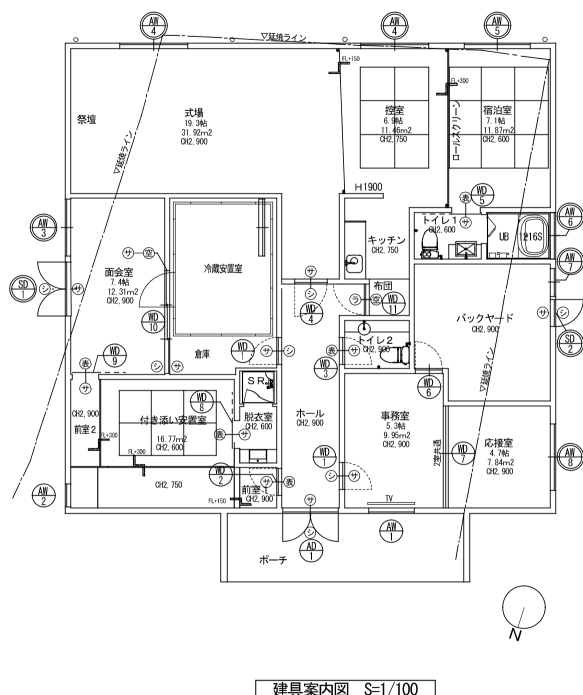 AW
4
AW
4
AW
5
▽延焼ライン
FL+150
FL+300
祭壇
式場
19.3帖
31.92m2
CH2,900
控室
6.9帖
11.46m2
CH2,750
ロールスクリーン
宿泊室
7.1帖
11.87m2
CH2,600
▽延焼ライン
H1900
WD
5
表
サ
AW
3
トイレ1
CH2,600
UB
1216S
AW
6
サ
空
キッチン
CH2,750
AW
7
面会室
7.4帖
12.31m2
CH2,900
冷蔵安置室
SD
1
シ
サ
サ
シ
布団
ラ
空
WD
11
バックヤード
CH2,900
サ
シ
SD
2
WD
10
WD
4
WD
9
表
サ
サ
倉庫
WD
1
サ
シ
WD
3
サ
表
トイレ2
CH2,900
▽延焼ライン
WD
6
SR
CH2,900
前室2
FL+300
付き添い安置室
16.77m2
CH2,600
WD
8
表
サ
脱衣室
CH2,600
ホール
CH2,900
事務室
5.3帖
9.95m2
CH2,900
2室共通
WD
7
応接室
4.7帖
7.84m2
CH2,900
AW
8
FL+300
WD
2
WD
1
シ
サ
AW
2
CH2,750
FL+150
前室1
CH2,900
サ
表
サ
シ
TV
AD
1
AW
1
ポーチ
N
建具案内図 S=1/100